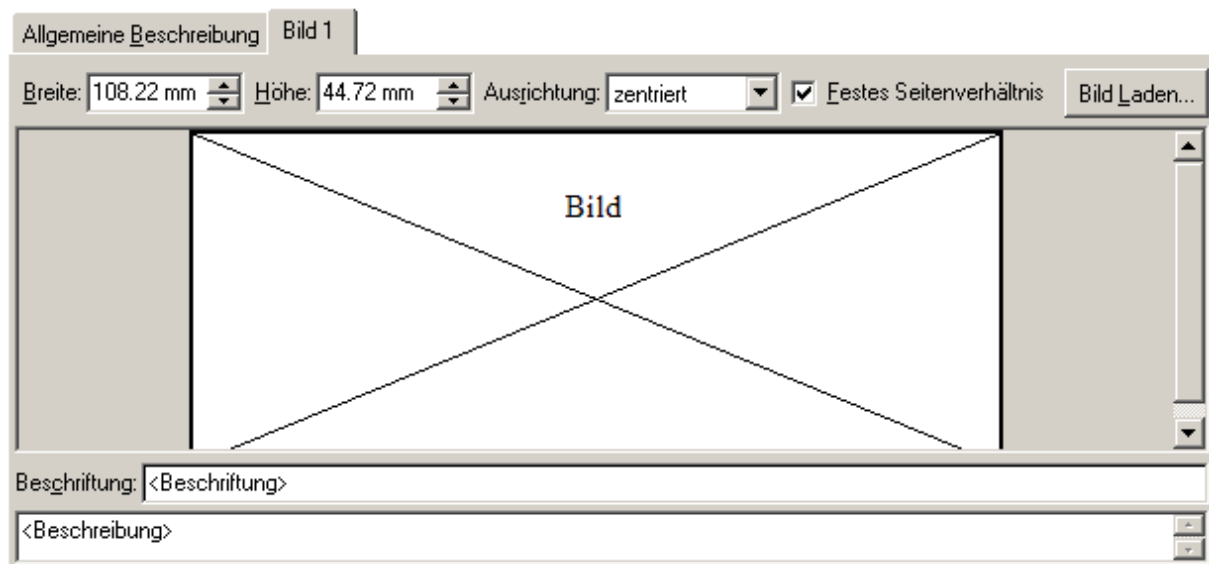 Allgemeine Beschreibung Bild 1
Breite: 108.22 mm Höhe: 44.72 mm Ausrichtung: zentriert Festes Seitenverhältnis Bild Laden...
Bild
Beschriftung: <Beschriftung>
<Beschreibung>